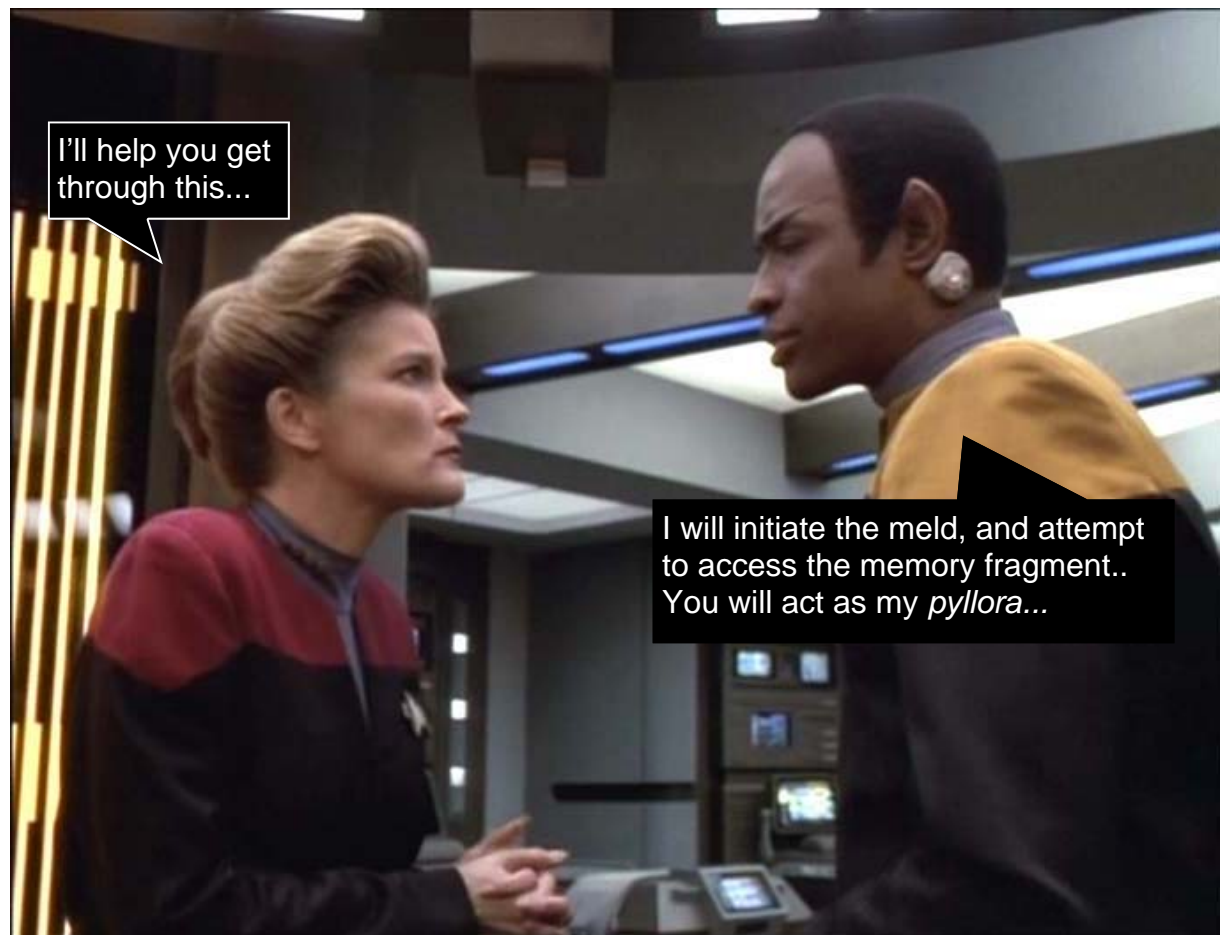 I'll help you get
through this...
I will initiate the meld, and attempt
to access the memory fragment..
You will act as my pyllora...